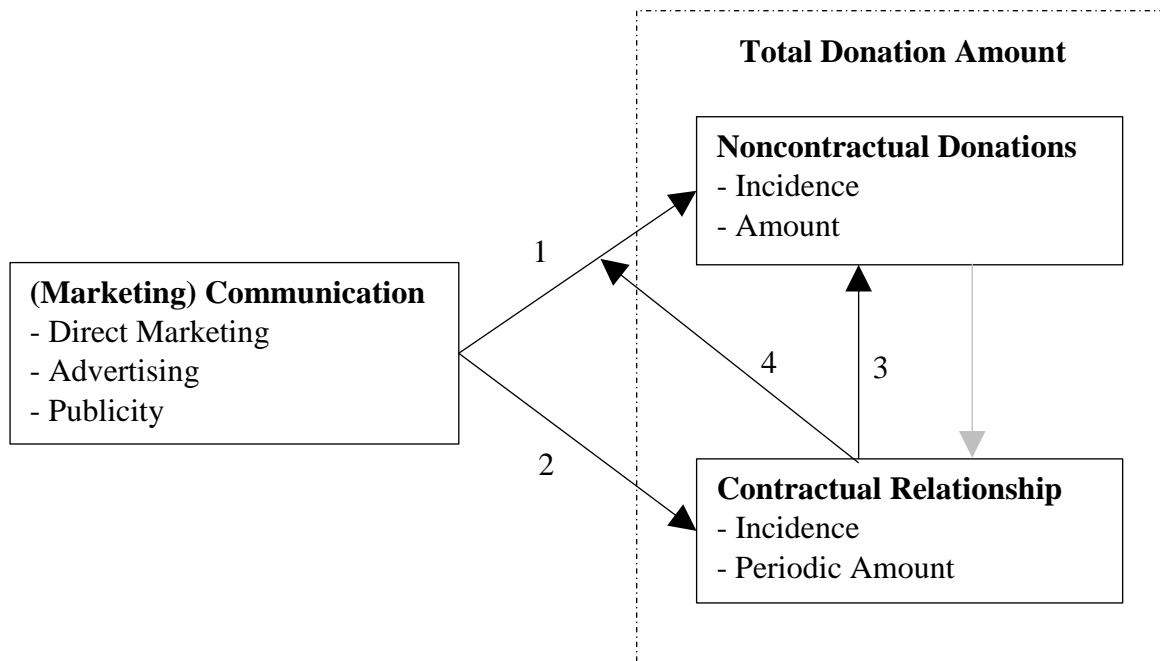 Total Donation Amount
Noncontractual Donations
- Incidence
- Amount
1
(Marketing) Communication
- Direct Marketing
- Advertising
- Publicity
4
3
2
Contractual Relationship
- Incidence
- Periodic Amount